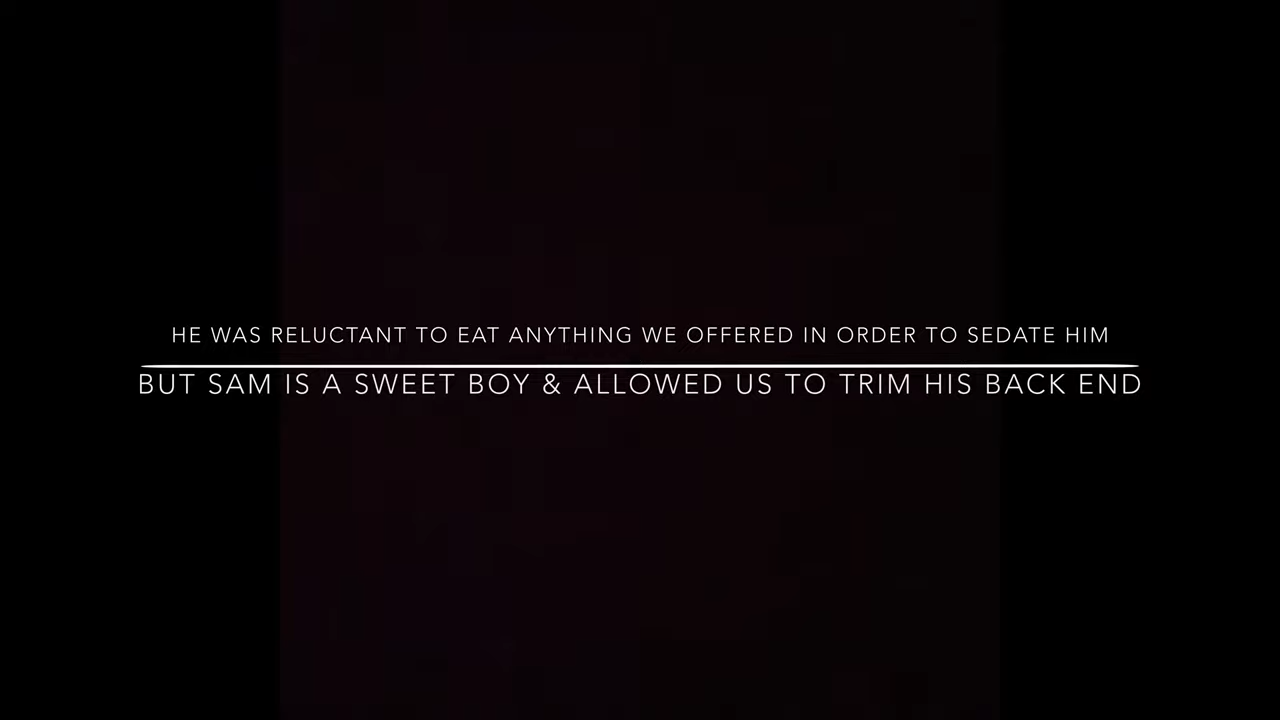 HE WAS RELUCTANT TO EAT ANYTHING WE OFFERED IN ORDER TO SEDATE HIM
BUT SAM IS A SWEET BOY & ALLOWED US TO TRIM HIS BACK END